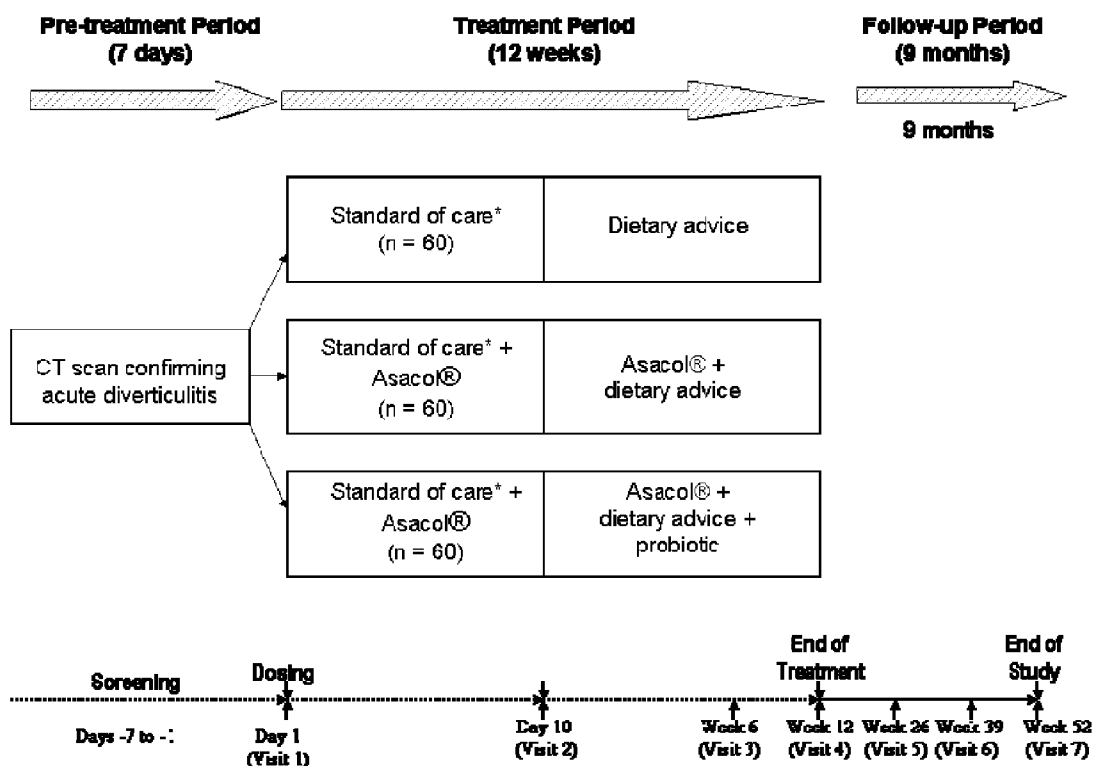 Pre-treatment Period
(7 days)
Treatment Period
(12 weeks)
Follow-up Period
(9 months)
9 months
Standard of care*
(n = 60)
Dietary advice
CT scan confirming
acute diverticulitis
Standard of care* +
Asacol®
(n = 60)
Asacol® +
dietary advice
Standard of care* +
Asacol®
(n = 60)
Asacol® +
dietary advice +
probiotic
Screening
Dosing
End of
Treatment
End of
Study
Days -7 to -
Day 1
(Visit 1)
Day 10
(Visit 2)
Week 6
(Visit 3)
Week 12
(Visit 4)
Week 26
(Visit 5)
Week 39
(Visit 6)
Week 52
(Visit 7)